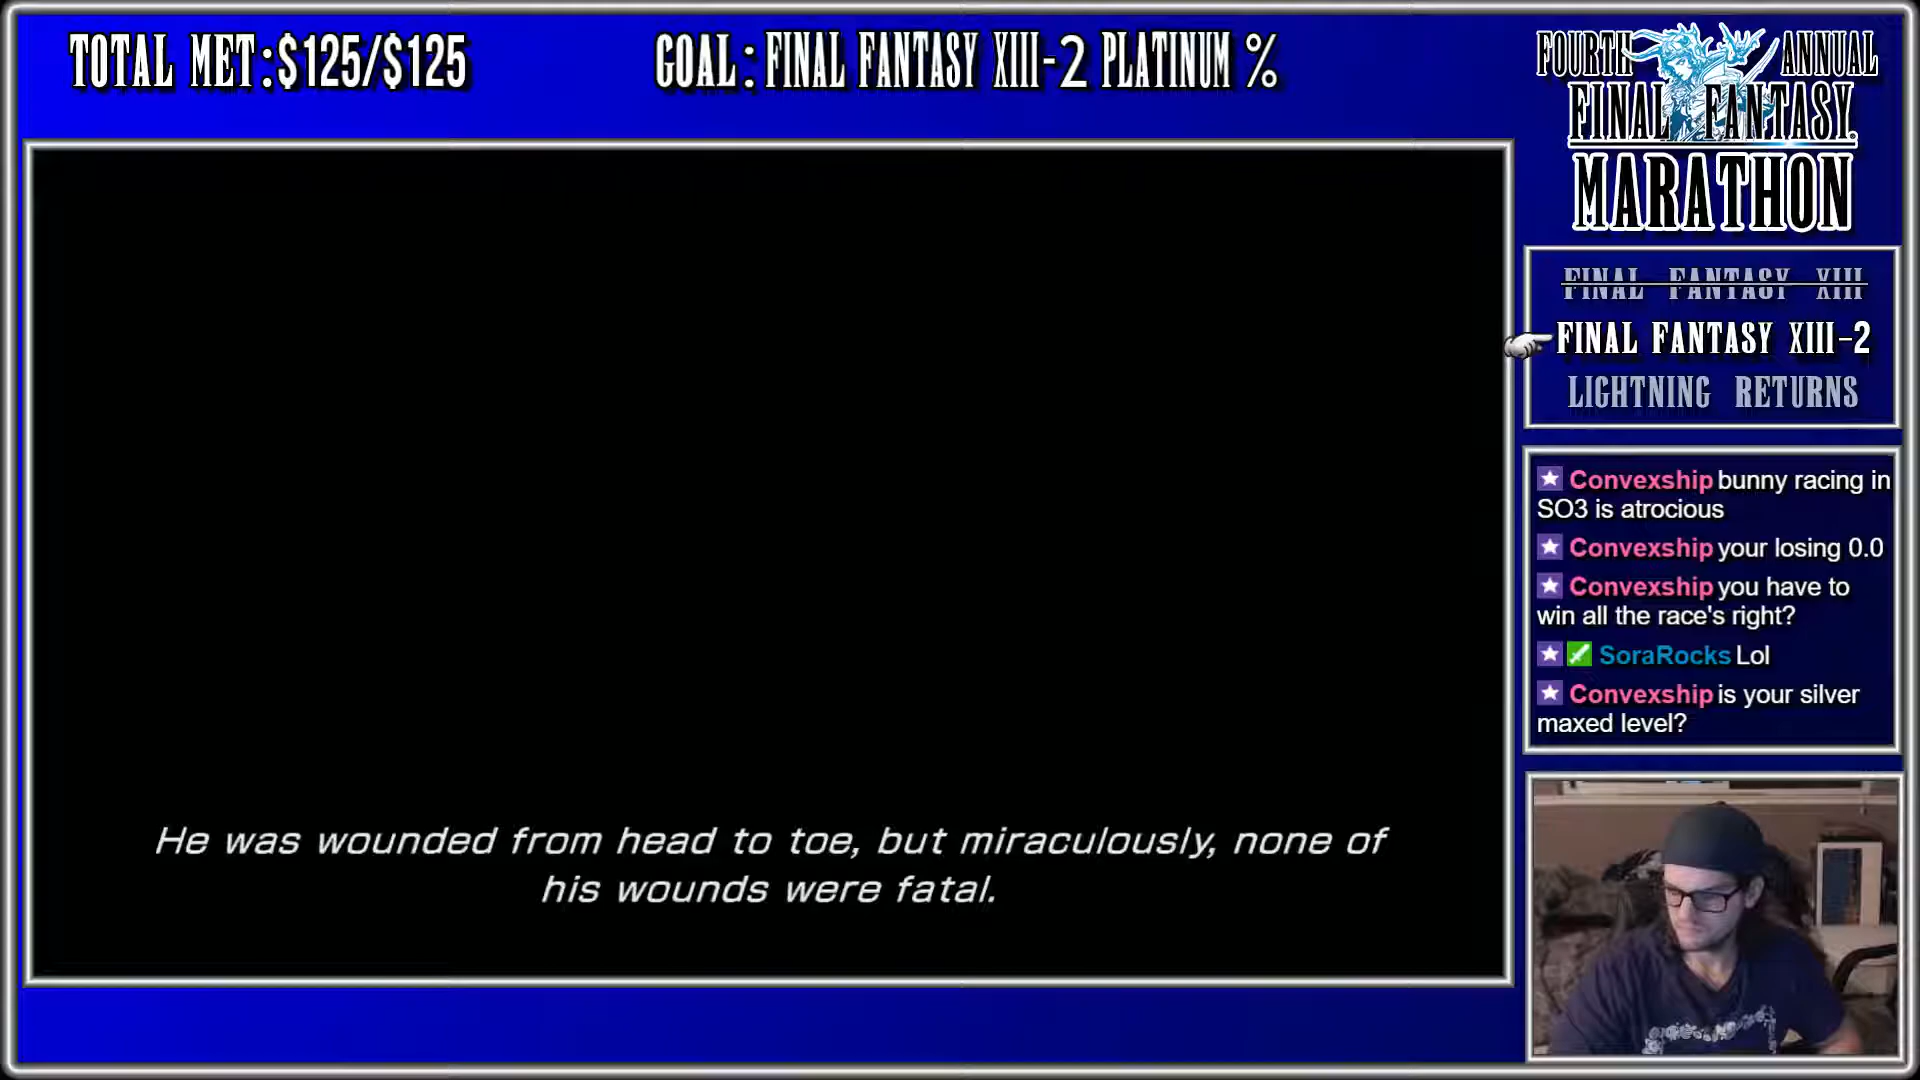 TOTAL MET:$125/$125
GOAL: FINAL FANTASY XIII-2 PLATINUM %
FOURTH ANNUAL
FINAL FANTASY
MARATHON
FINAL FANTASY XIII
FINAL FANTASY XIII-2
LIGHTNING RETURNS
Convexship bunny racing in
SO3 is atrocious
Convexship your losing 0.0
Convexship you have to
win all the race's right?
SoraRocks Lol
Convexship is your silver
maxed level?
He was wounded from head to toe, but miraculously, none of
his wounds were fatal.